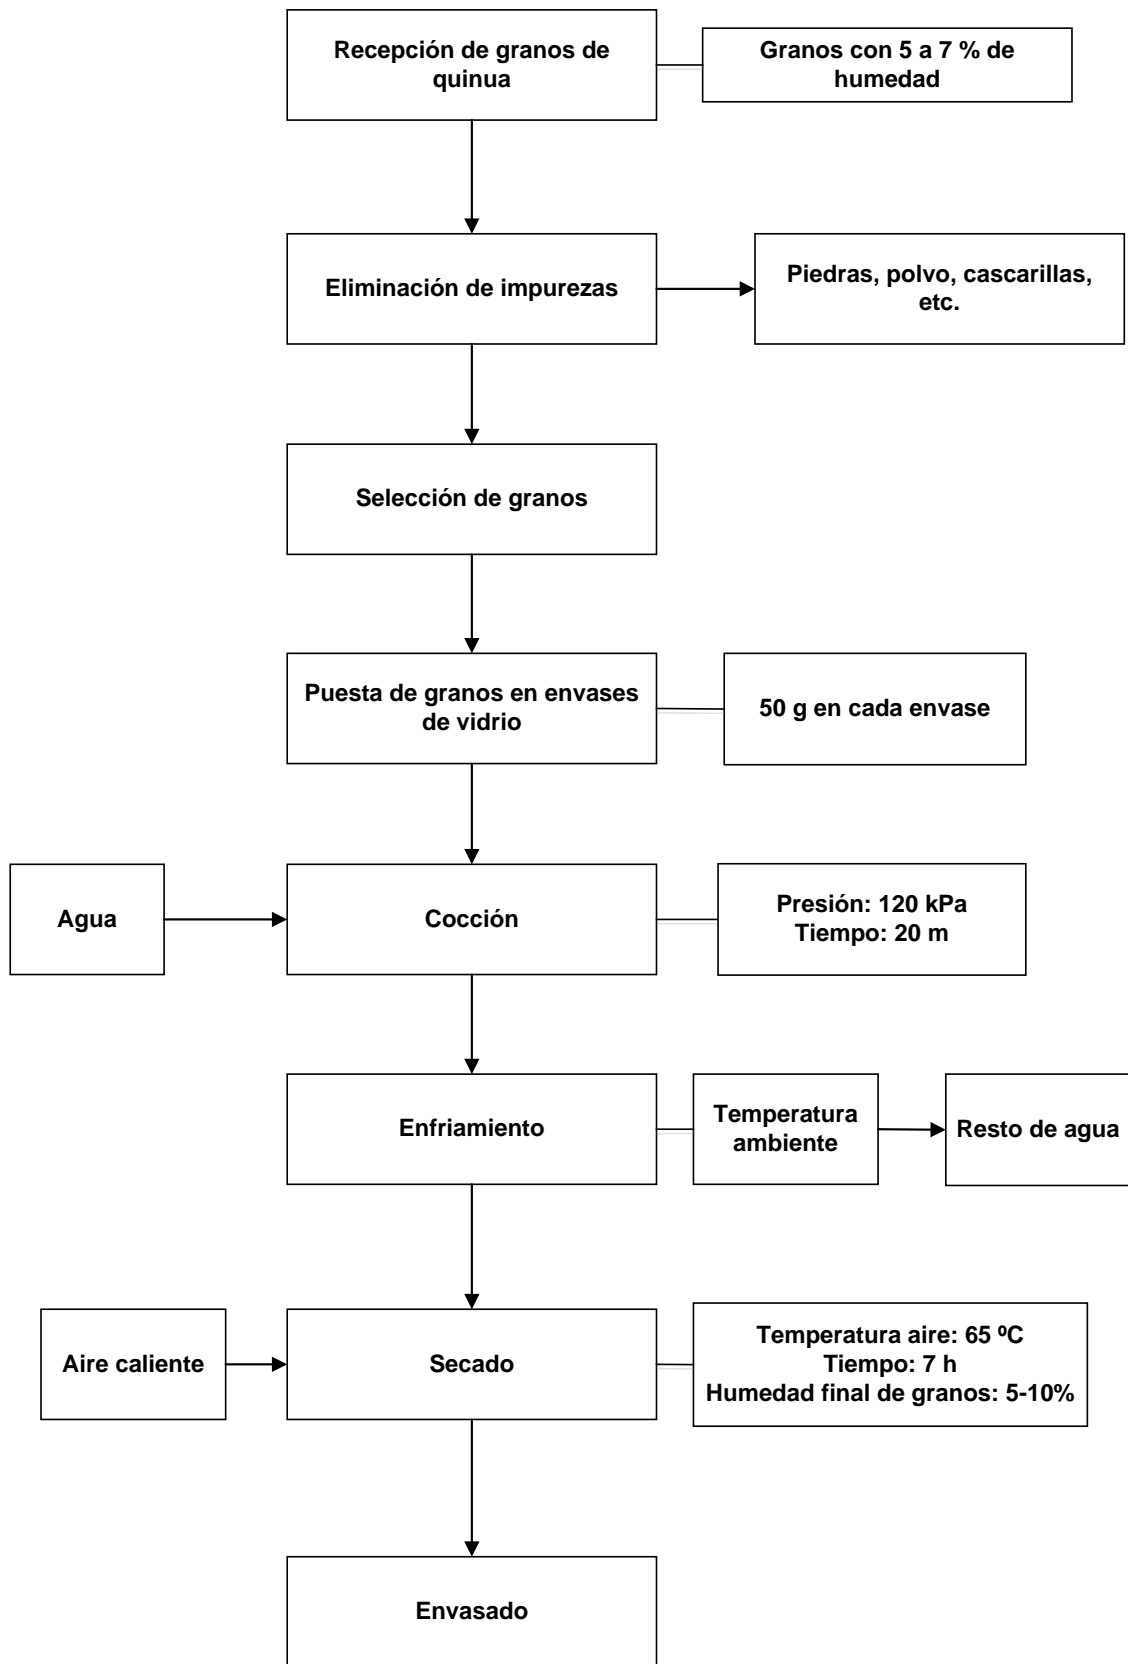 Recepción de granos de
quinua
Granos con 5 a 7 % de
humedad
Eliminación de impurezas
Piedras, polvo, cascarillas,
etc.
Selección de granos
Puesta de granos en envases
de vidrio
50 g en cada envase
Agua
Cocción
Presión: 120 kPa
Tiempo: 20 m
Enfriamiento
Temperatura
ambiente
Resto de agua
Aire caliente
Secado
Temperatura aire: 65 ºC
Tiempo: 7 h
Humedad final de granos: 5-10%
Envasado